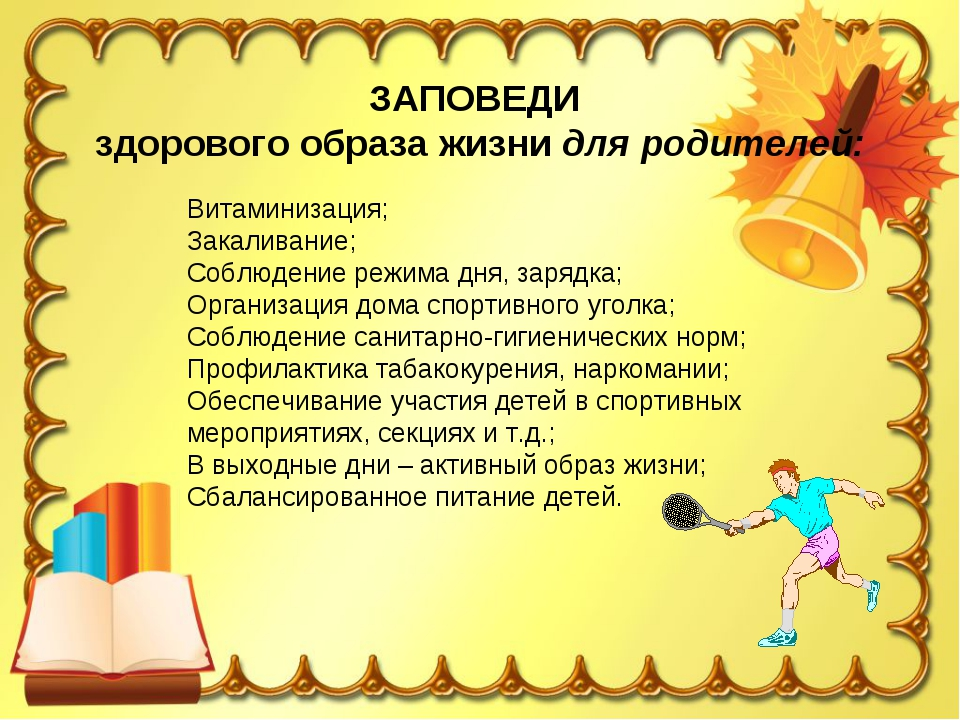 ЗАПОВЕДИ
здорового образа жизни для родителей:
Витаминизация;
Закаливание;
Соблюдение режима дня, зарядка;
Организация дома спортивного уголка;
Соблюдение санитарно-гигиенических норм;
Профилактика табакокурения, наркомании;
Обеспечивание участия детей в спортивных
мероприятиях, секциях и т.д.;
В выходные дни – активный образ жизни;
Сбалансированное питание детей.